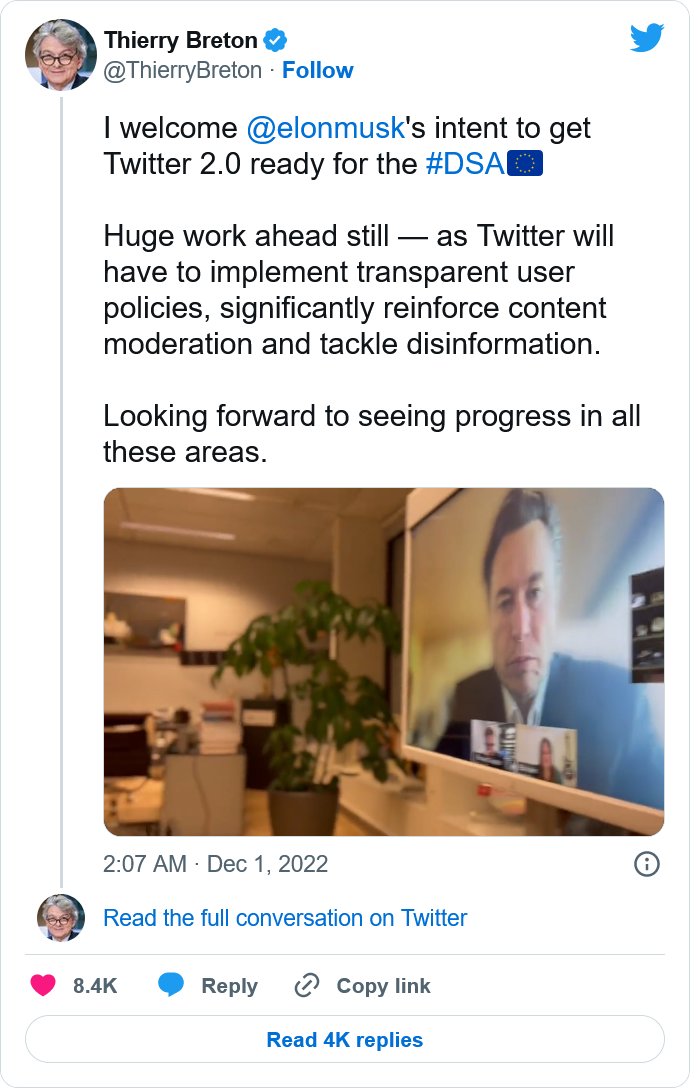 Thierry Breton
@ThierryBreton · Follow
I welcome @elonmusk's intent to get
Twitter 2.0 ready for the #DSA🇪🇺
Huge work ahead still — as Twitter will
have to implement transparent user
policies, significantly reinforce content
moderation and tackle disinformation.
Looking forward to seeing progress in all
these areas.
2:07 AM · Dec 1, 2022
Read the full conversation on Twitter
8.4K Reply Copy link
Read 4K replies